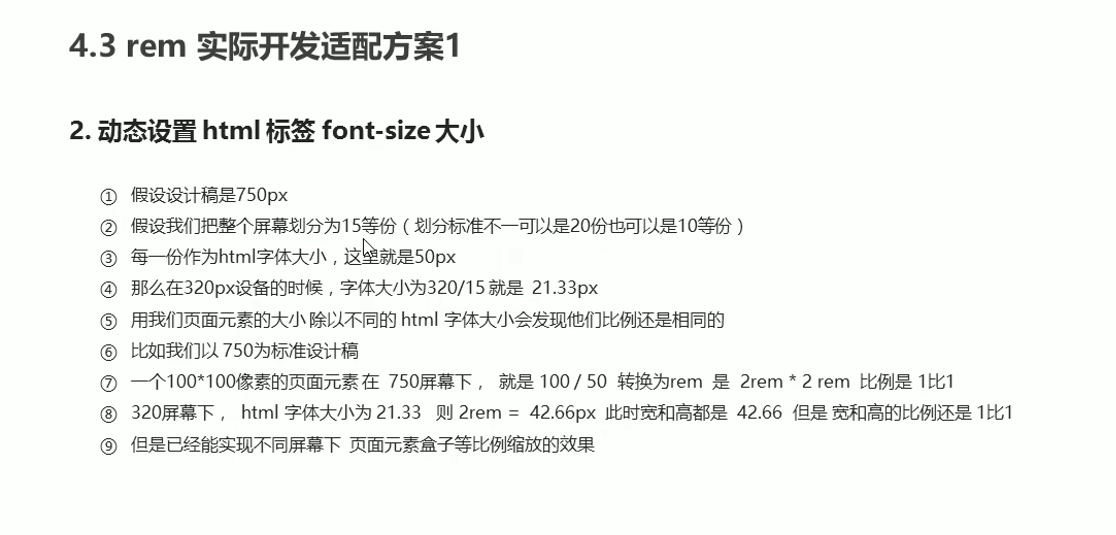 4.3 rem 实际开发适配方案1
2. 动态设置 html 标签 font-size 大小
① 假设设计稿是750px
② 假设我们把整个屏幕划分为15等份（划分标准不一可以是20份也可以是10等份）
③ 每一份作为html字体大小，这里就是50px
④ 那么在320px设备的时候，字体大小为320/15 就是 21.33px
⑤ 用我们页面元素的大小 除以不同的 html 字体大小会发现他们比例还是相同的
⑥ 比如我们以 750为标准设计稿
⑦ 一个100*100像素的页面元素 在 750屏幕下， 就是 100 / 50 转换为rem 是 2rem * 2 rem 比例是 1比1
⑧ 320屏幕下， html 字体大小为 21.33 则 2rem = 42.66px 此时宽和高都是 42.66 但是 宽和高的比例还是 1比1
⑨ 但是已经能实现不同屏幕下 页面元素盒子等比例缩放的效果